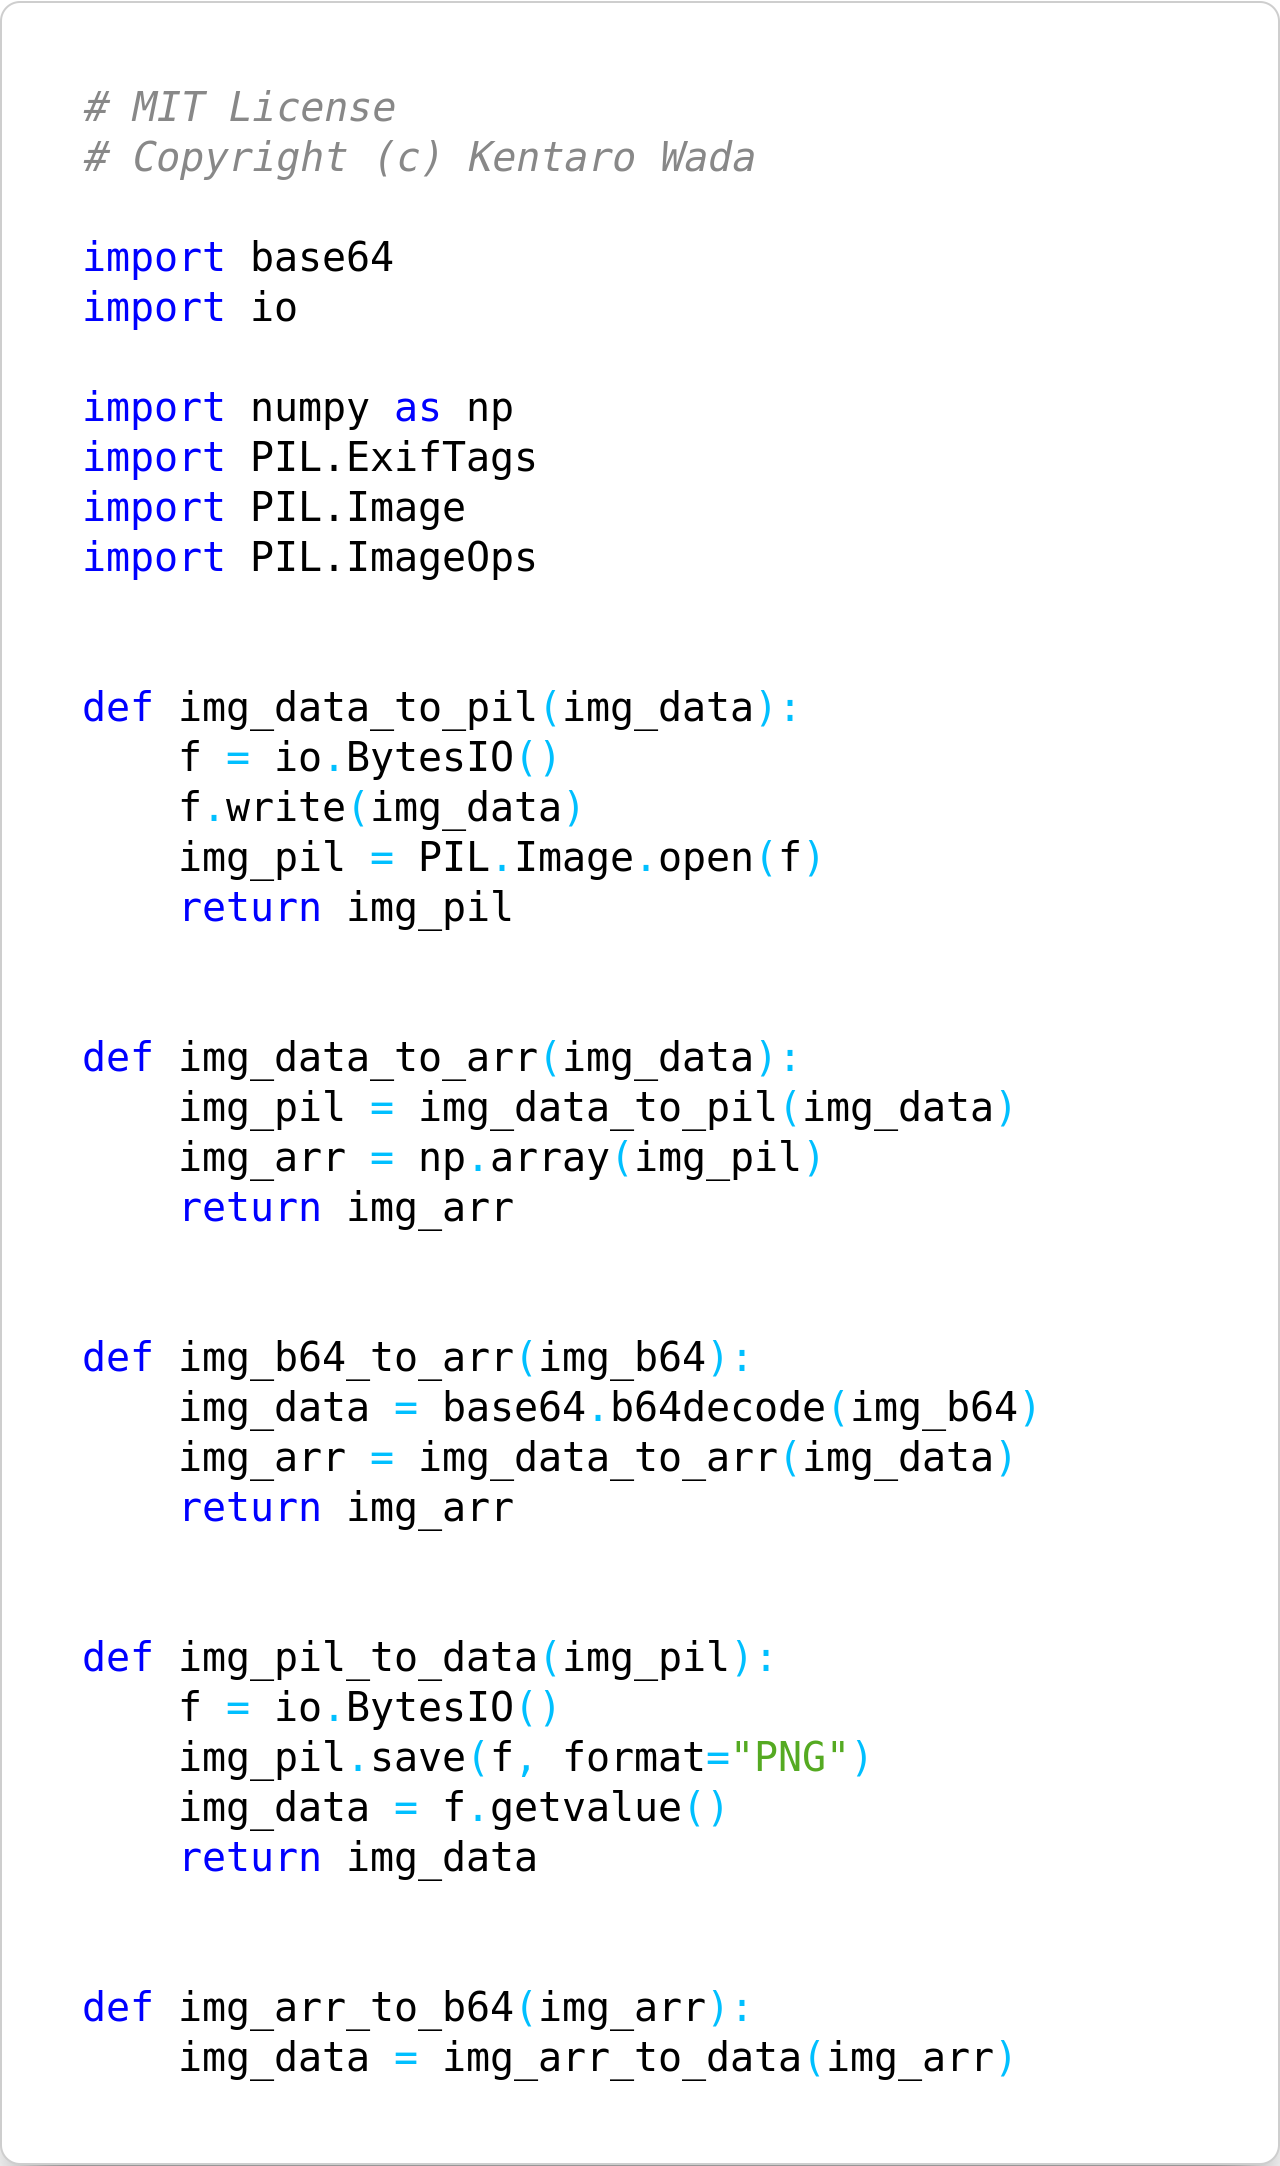 # MIT License
# Copyright (c) Kentaro Wada

import base64
import io

import numpy as np
import PIL.ExifTags
import PIL.Image
import PIL.ImageOps


def img_data_to_pil(img_data):
    f = io.BytesIO()
    f.write(img_data)
    img_pil = PIL.Image.open(f)
    return img_pil


def img_data_to_arr(img_data):
    img_pil = img_data_to_pil(img_data)
    img_arr = np.array(img_pil)
    return img_arr


def img_b64_to_arr(img_b64):
    img_data = base64.b64decode(img_b64)
    img_arr = img_data_to_arr(img_data)
    return img_arr


def img_pil_to_data(img_pil):
    f = io.BytesIO()
    img_pil.save(f, format="PNG")
    img_data = f.getvalue()
    return img_data


def img_arr_to_b64(img_arr):
    img_data = img_arr_to_data(img_arr)